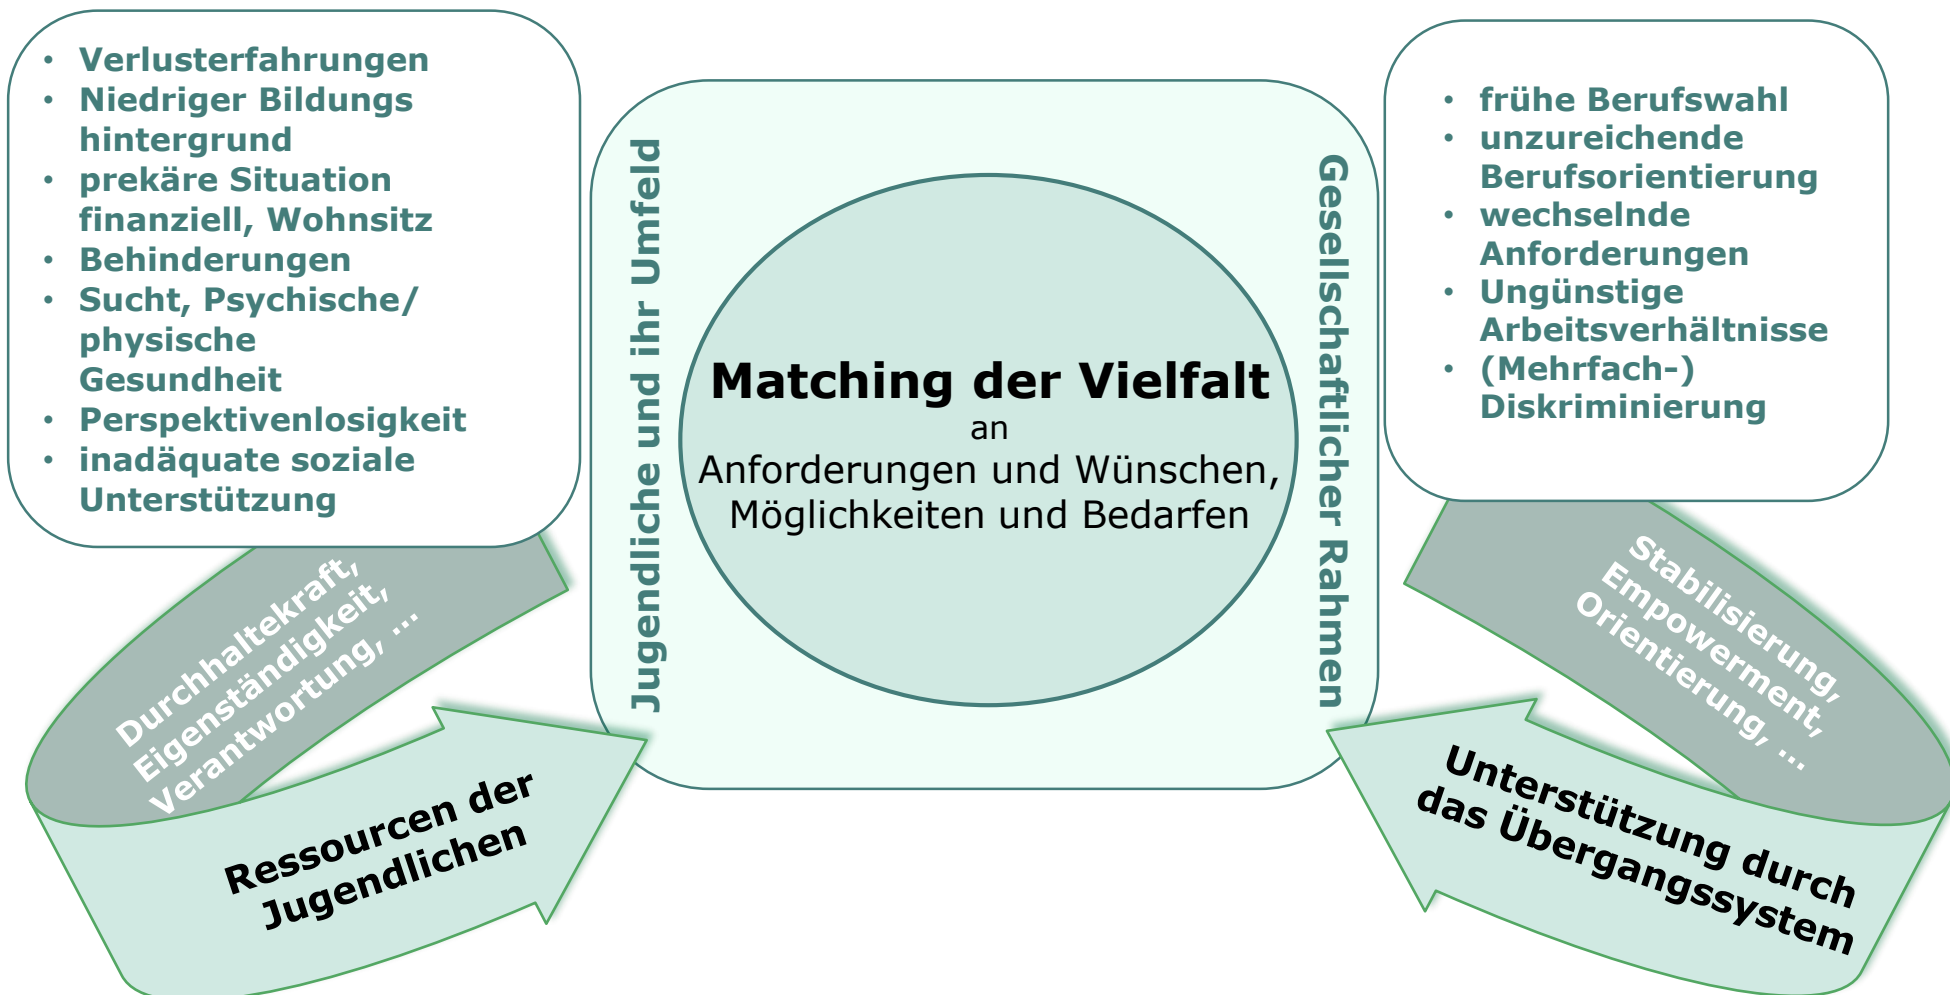 • Verlusterfahrungen
• Niedriger Bildungs
hintergrund
• prekäre Situation
finanziell, Wohnsitz
• Behinderungen
• Sucht, Psychische/
physische
Gesundheit
• Perspektivenlosigkeit
• inadäquate soziale
Unterstützung
Jugendliche und ihr Umfeld
Matching der Vielfalt
an
Anforderungen und Wünschen,
Möglichkeiten und Bedarfen
Gesellschaftlicher Rahmen
• frühe Berufswahl
• unzureichende
Berufsorientierung
• wechselnde
Anforderungen
• Ungünstige
Arbeitsverhältnisse
• (Mehrfach-)
Diskriminierung
Durchhaltekraft,
Eigenständigkeit,
Verantwortung, ...
Ressourcen der
Jugendlichen
Stabilisierung,
Empowerment,
Orientierung, ...
Unterstützung durch
das Übergangssystem